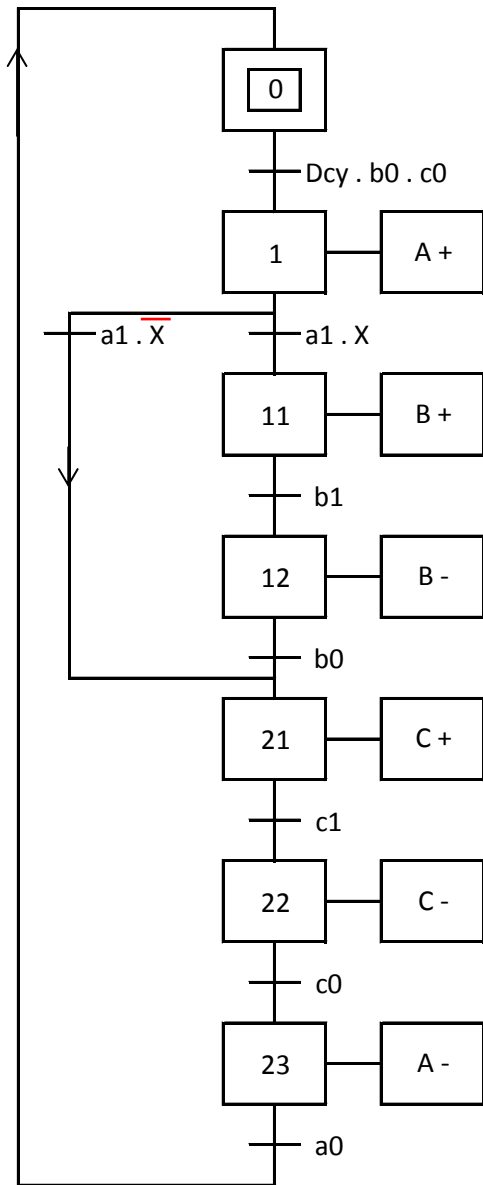 0
Dcy . b0 . c0
1 A +
a1 . X̅ a1 . X
11 B +
b1
12 B -
b0
21 C +
c1
22 C -
c0
23 A -
a0